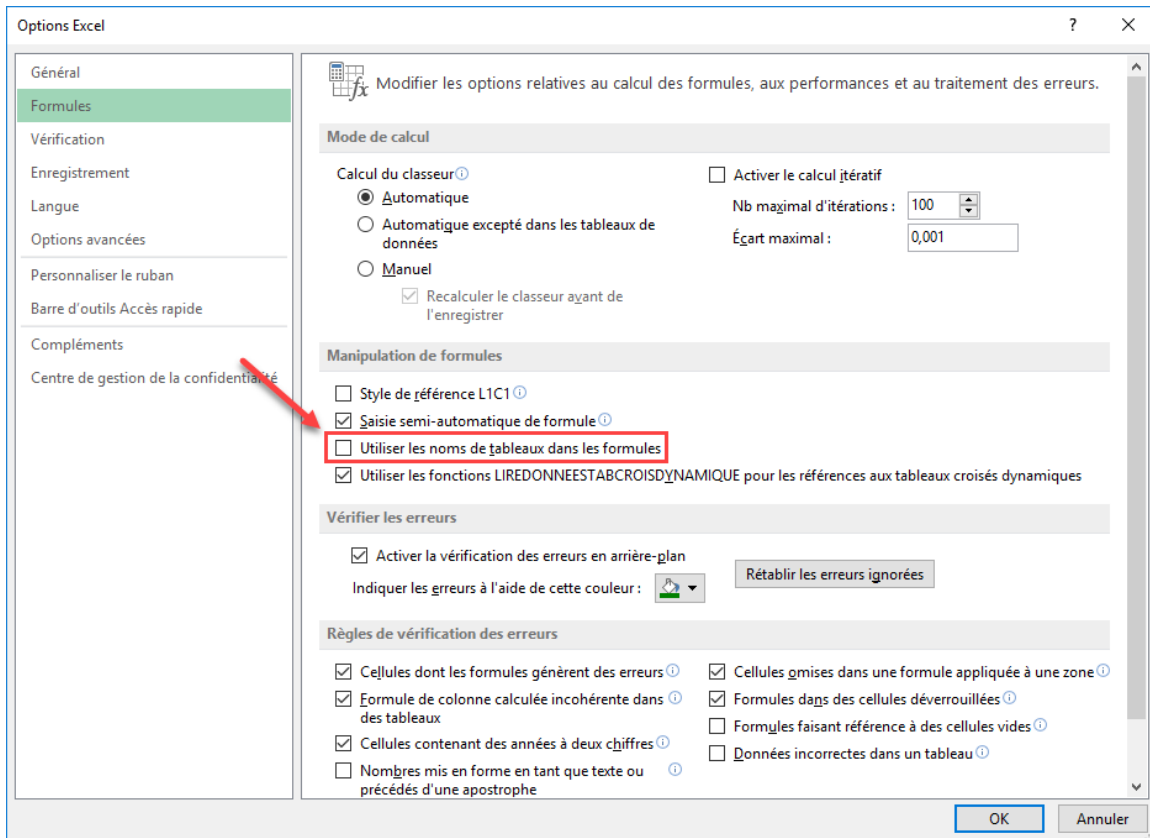 Options Excel
?
Général
Formules
Vérification
Enregistrement
Langue
Options avancées
Personnaliser le ruban
Barre d'outils Accès rapide
Compléments
Centre de gestion de la confidentialité
Modifier les options relatives au calcul des formules, aux performances et au traitement des erreurs.
Mode de calcul
Calcul du classeur
Automatique
Automatique excepté dans les tableaux de
données
Manuel
Recalculer le classeur avant de
l'enregistrer
Activer le calcul itératif
Nb maximal d'itérations : 100
Écart maximal : 0,001
Manipulation de formules
Style de référence L1C1
Saisie semi-automatique de formule
Utiliser les noms de tableaux dans les formules
Utiliser les fonctions LIREDONNEESTABCROISDYNAMIQUE pour les références aux tableaux croisés dynamiques
Vérifier les erreurs
Activer la vérification des erreurs en arrière-plan
Indiquer les erreurs à l'aide de cette couleur :
Rétablir les erreurs ignorées
Règles de vérification des erreurs
Cellules dont les formules génèrent des erreurs
Formule de colonne calculée incohérente dans
des tableaux
Cellules contenant des années à deux chiffres
Nombres mis en forme en tant que texte ou
précédés d'une apostrophe
Cellules omises dans une formule appliquée à une zone
Formules dans des cellules déverrouillées
Formules faisant référence à des cellules vides
Données incorrectes dans un tableau
OK
Annuler